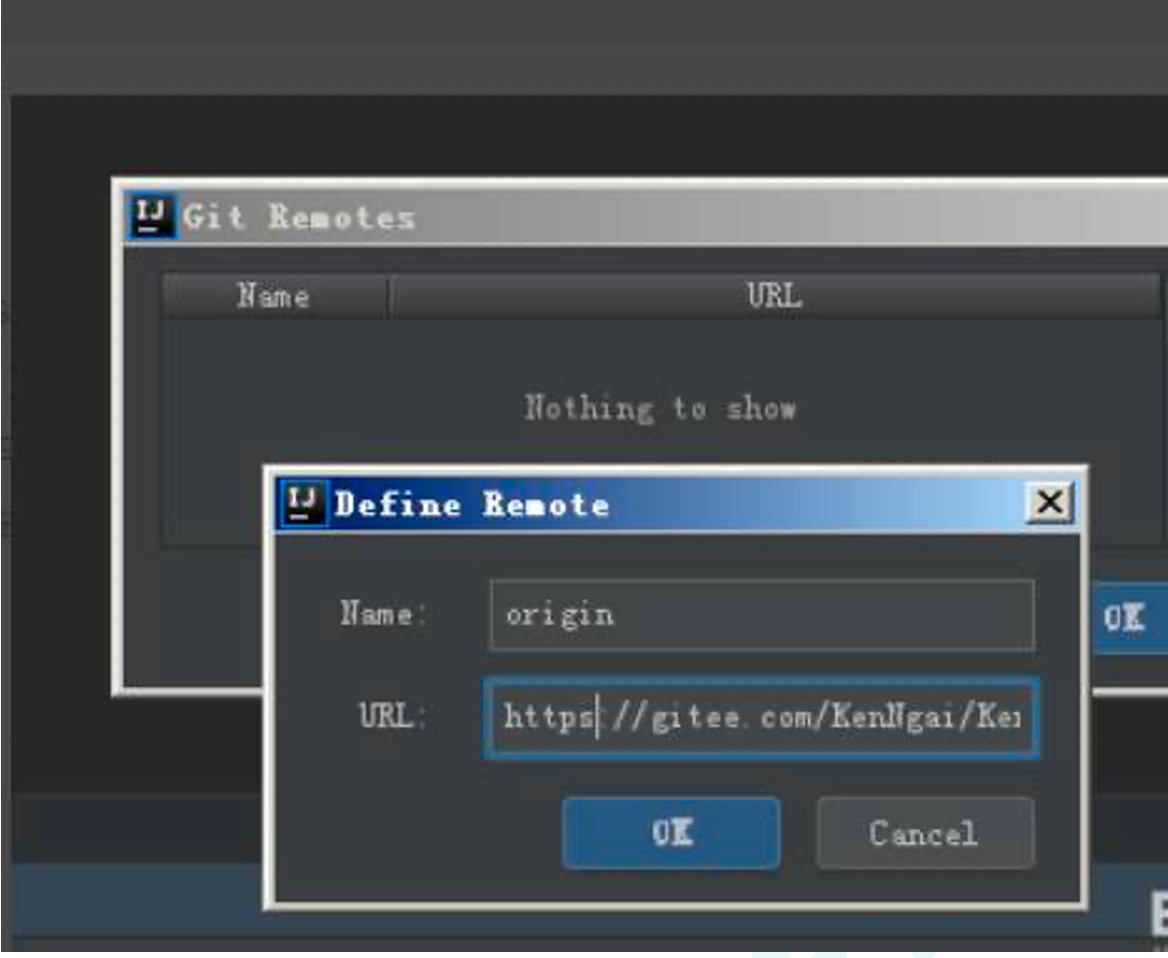 IJ Git Remotes
Name URL
Nothing to show
IJ Define Remote
Name: origin
OK
URL: https://gitee.com/KenNgai/Ke
OK Cancel